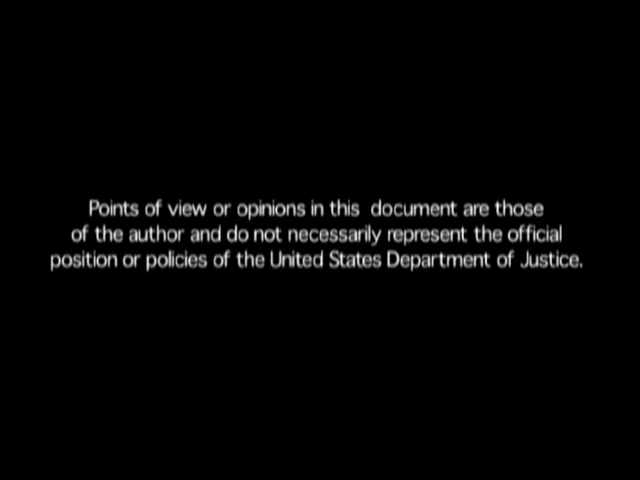 Points of view or opinions in this  document are those
of the author and do not necessarily represent the official
position or policies of the United States Department of Justice.